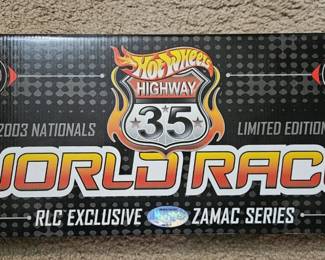 Hot Wheels
HIGHWAY
35
2003 NATIONALS
LIMITED EDITION
WORLD RACE
RLC EXCLUSIVE
ZAMAC SERIES